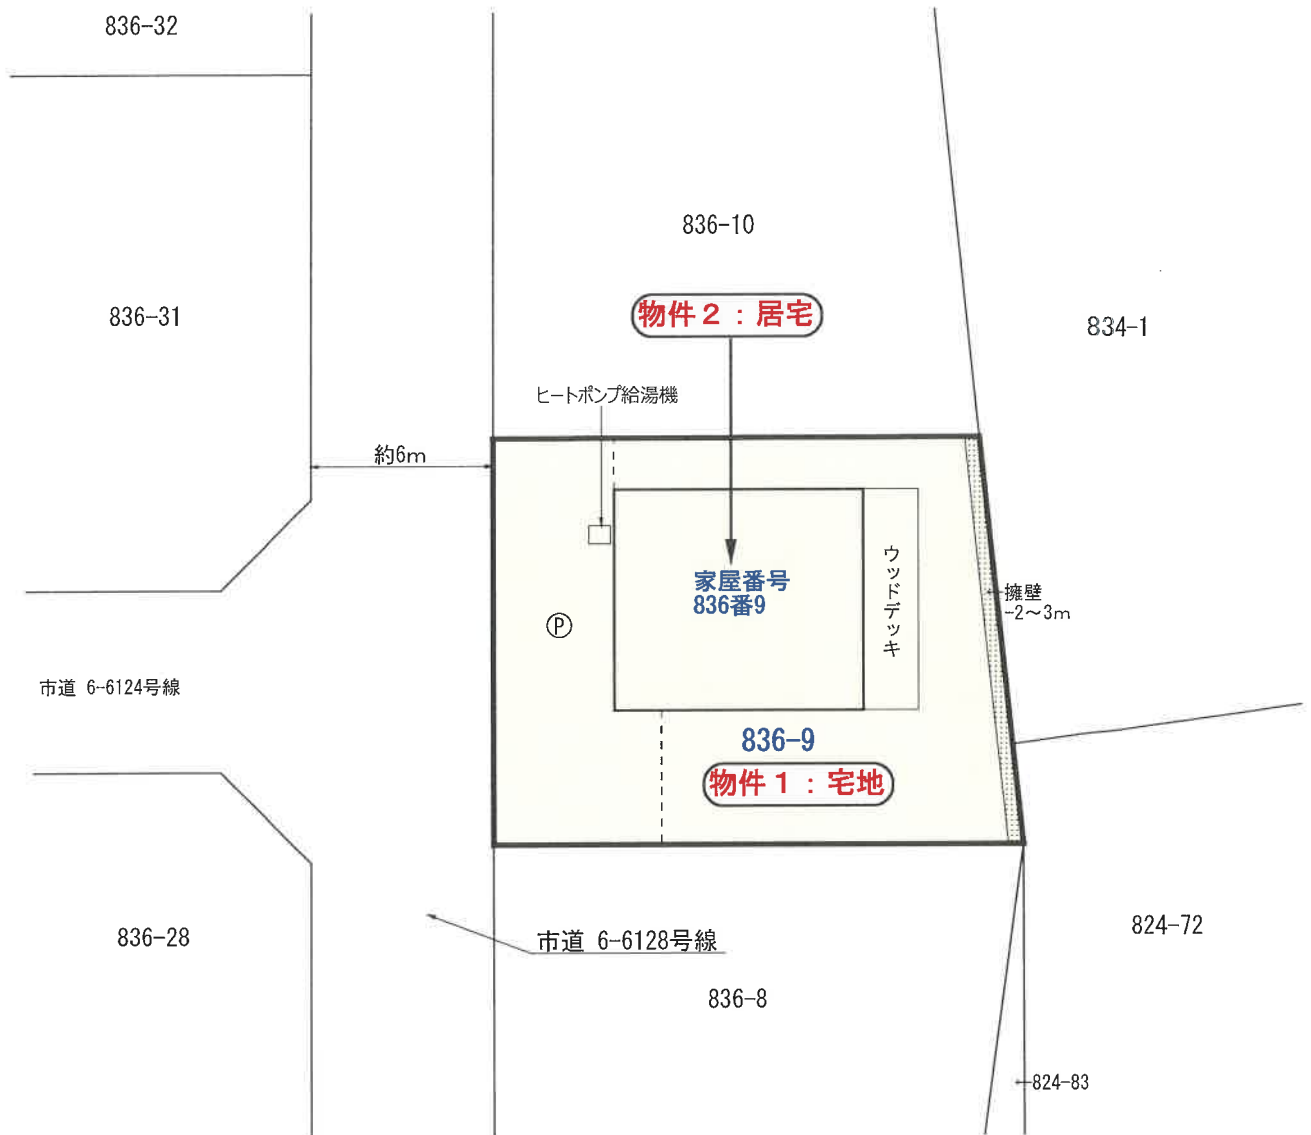 836-32
836-10
836-31
物件２：居宅
834-1
ヒートポンプ給湯機
約6m
ウッドデッキ
家屋番号
836番9
擁壁
-2～3m
Ⓟ
市道 6-6124号線
836-9
物件１：宅地
836-28
市道 6-6128号線
824-72
836-8
824-83